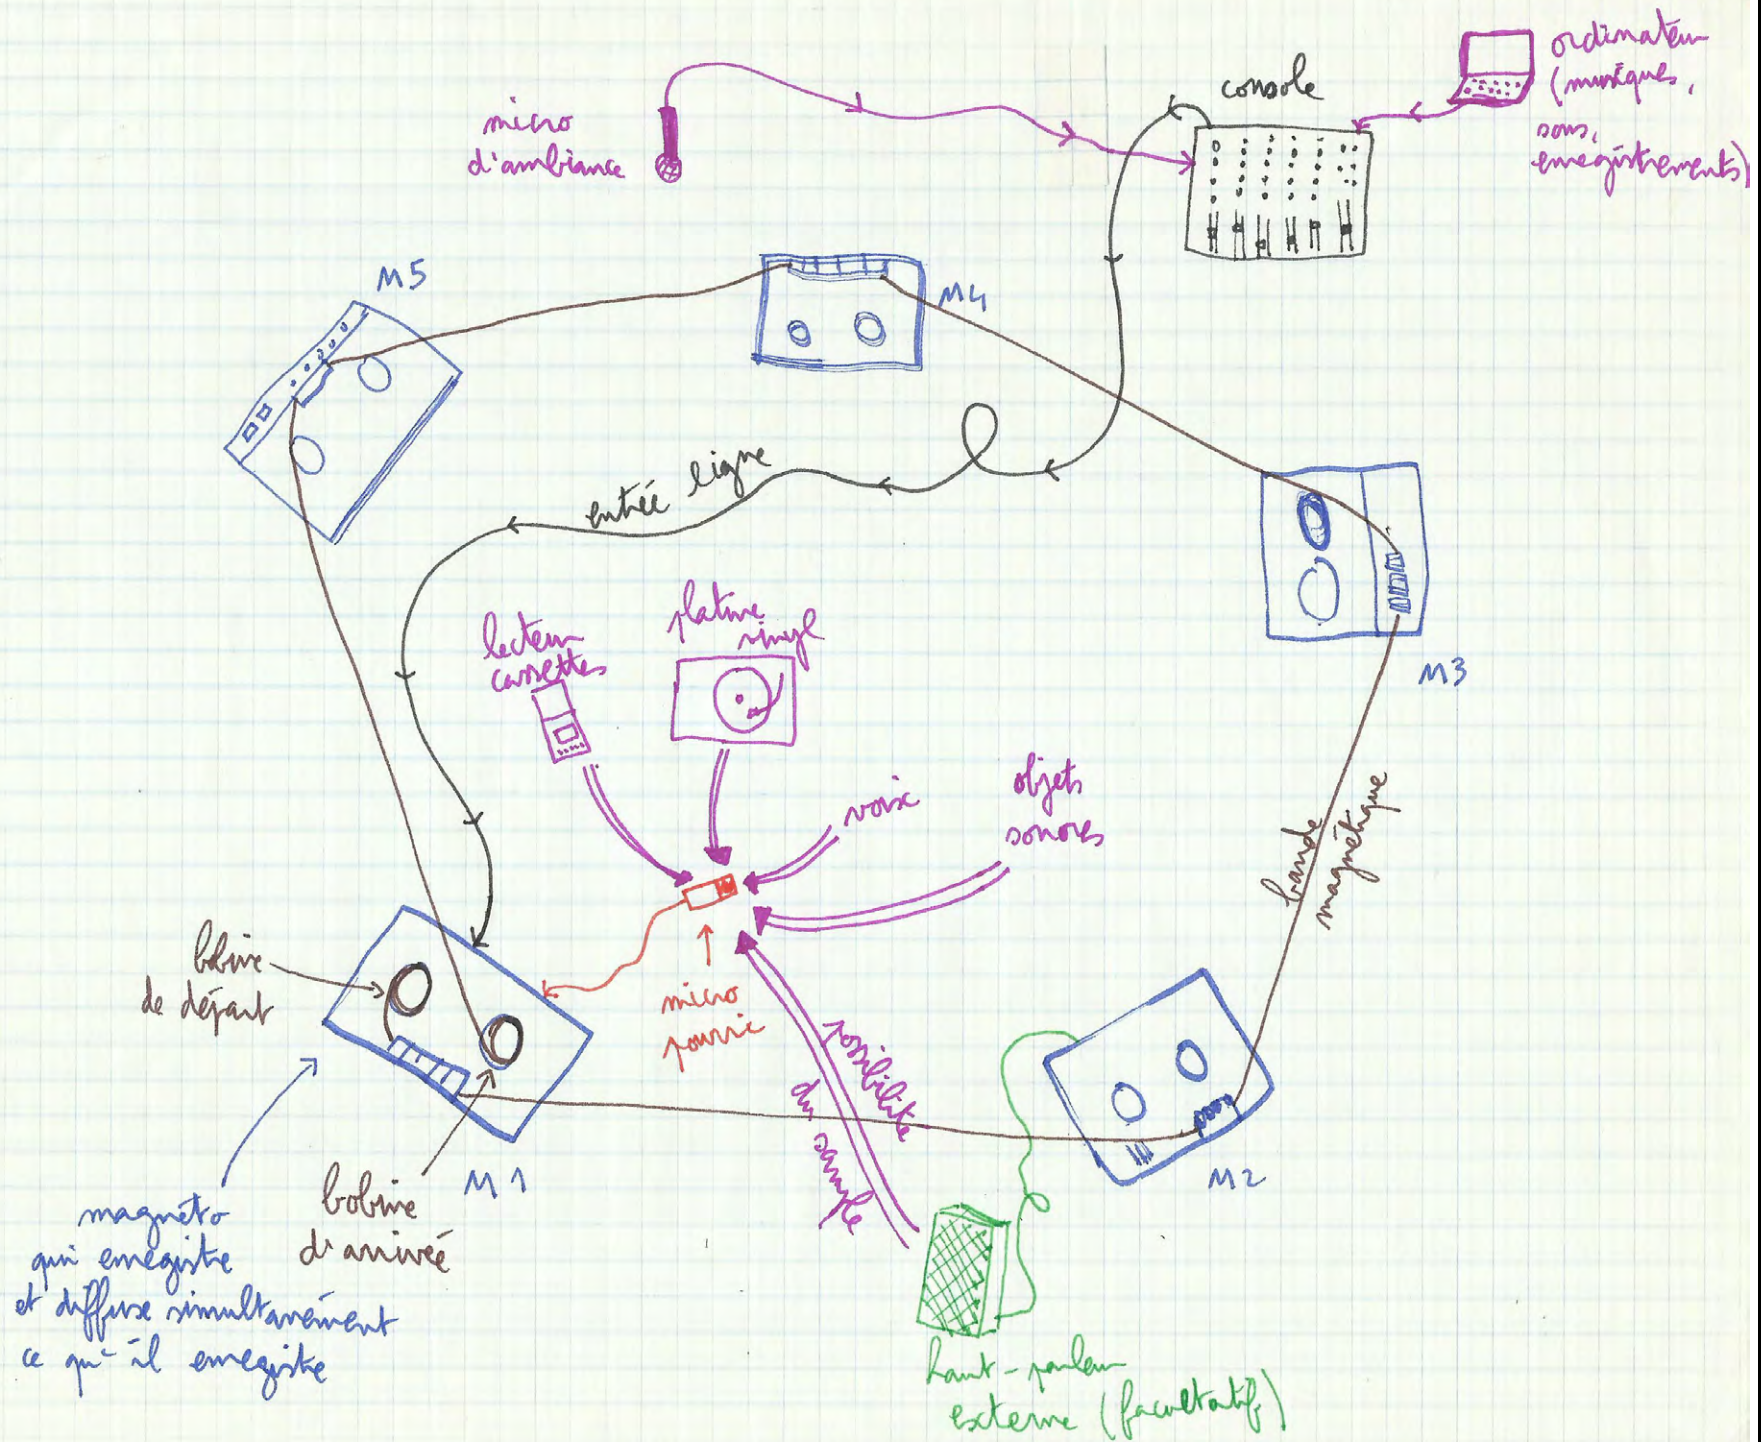 ordinateur
(musiques,
sons,
enregistrements)
console
micro
d'ambiance
M5
M4
entrée ligne
M3
lecteur
cassettes
platine
vinyl
voix
objets
sonores
bande
magnétique
bobine
de départ
micro
pourri
possibilité
du sample
M1
M2
bobine
d'arrivée
magnéto
qui enregistre
et diffuse simultanément
ce qu'il enregistre
haut-parleur
externe (facultatif)